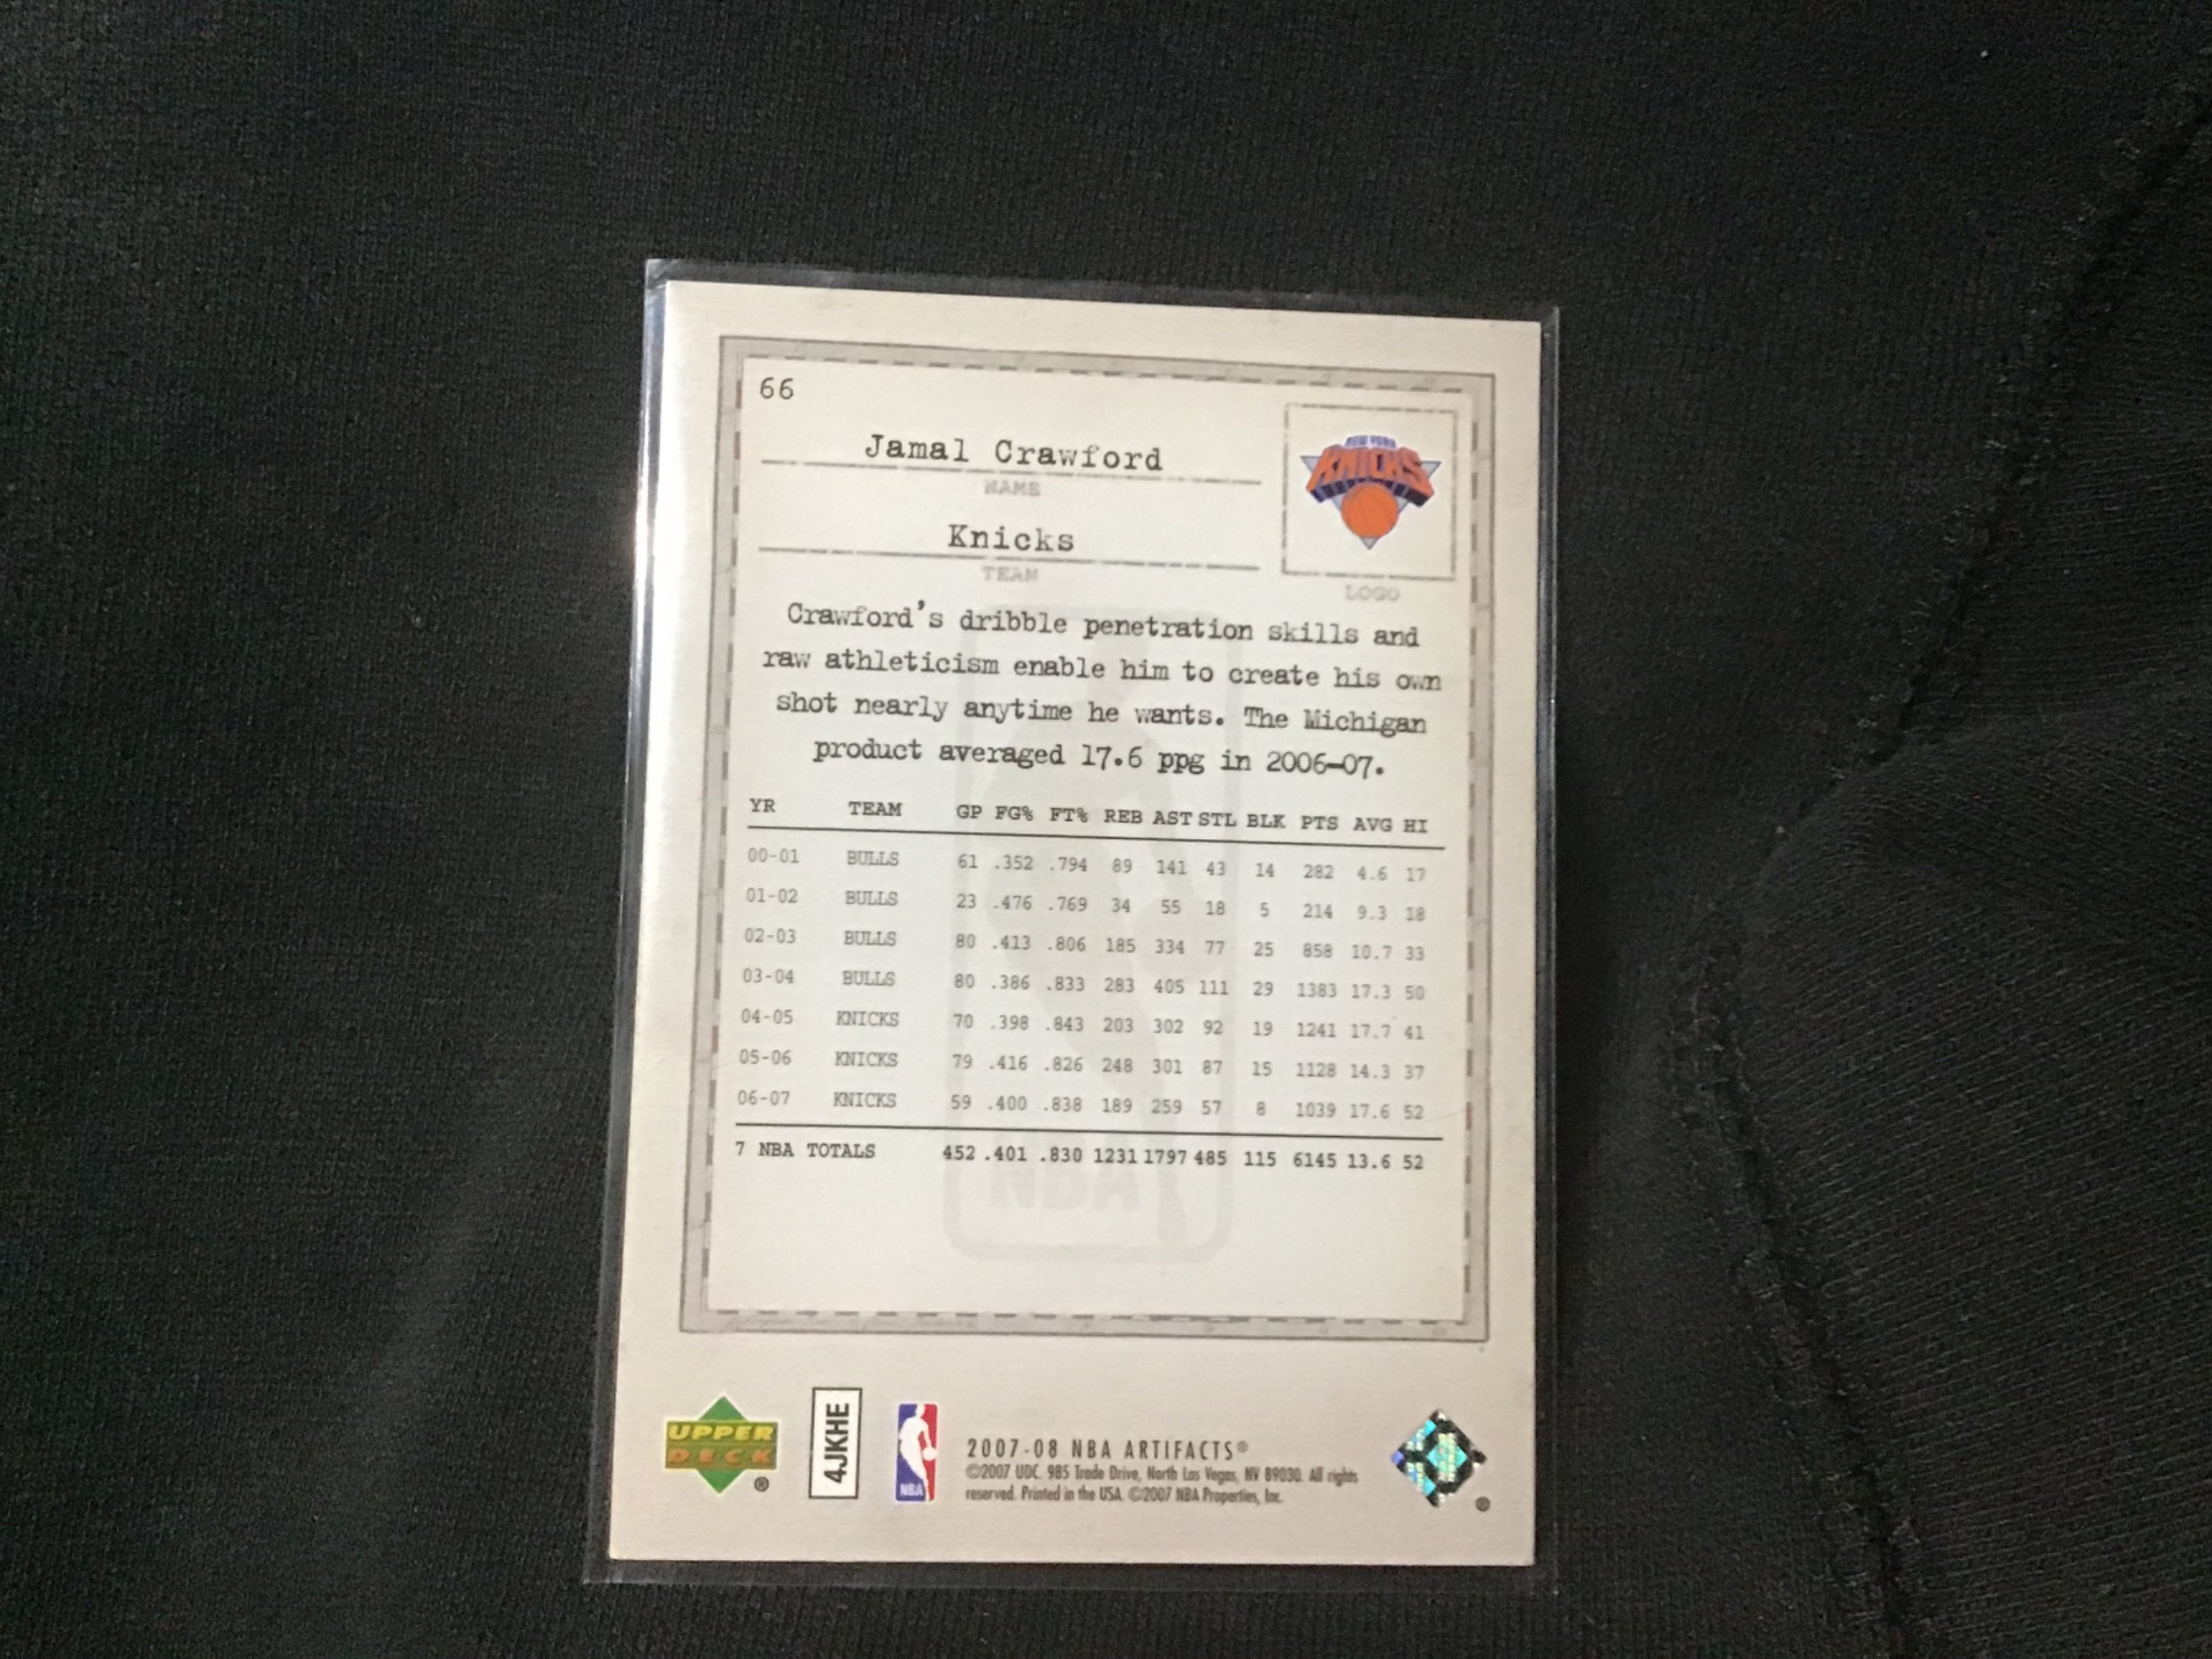 66
Jamal Crawford
NAME
NEW YORK
KNICKS
Knicks
TEAM
LOGO
Crawford's dribble penetration skills and
raw athleticism enable him to create his own
shot nearly anytime he wants. The Michigan
product averaged 17.6 ppg in 2006-07.
YR TEAM GP FG% FT% REB AST STL BLK PTS AVG HI
00-01 BULLS 61 .352 .794 89 141 43 14 282 4.6 17
01-02 BULLS 23 .476 .769 34 55 18 5 214 9.3 18
02-03 BULLS 80 .413 .806 185 334 77 25 858 10.7 33
03-04 BULLS 80 .386 .833 283 405 111 29 1383 17.3 50
04-05 KNICKS 70 .398 .843 203 302 92 19 1241 17.7 41
05-06 KNICKS 79 .416 .826 248 301 87 15 1128 14.3 37
06-07 KNICKS 59 .400 .838 189 259 57 8 1039 17.6 52
7 NBA TOTALS 452 .401 .830 1231 1797 485 115 6145 13.6 52
NBA
UPPER
DECK
®
4JKHE
NBA
2007-08 NBA ARTIFACTS®
©2007 UDC. 985 Trade Drive, North Las Vegas, NV 89030. All rights
reserved. Printed in the USA. ©2007 NBA Properties, Inc.
®